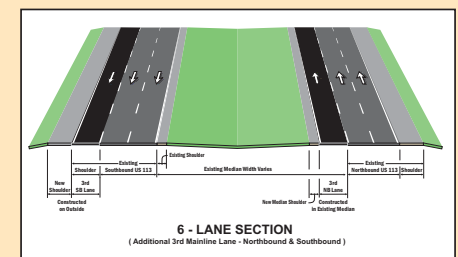 Existing
Existing Shoulder
Existing
Shoulder
Southbound US 113
Existing Median Width Varies
Northbound US 113
Shoulder
New
Shoulder
3rd
SB Lane
3rd
NB Lane
Constructed
on Outside
New Median Shoulder
Constructed
in Existing Median
6 - LANE SECTION
( Additional 3rd Mainline Lane - Northbound & Southbound )